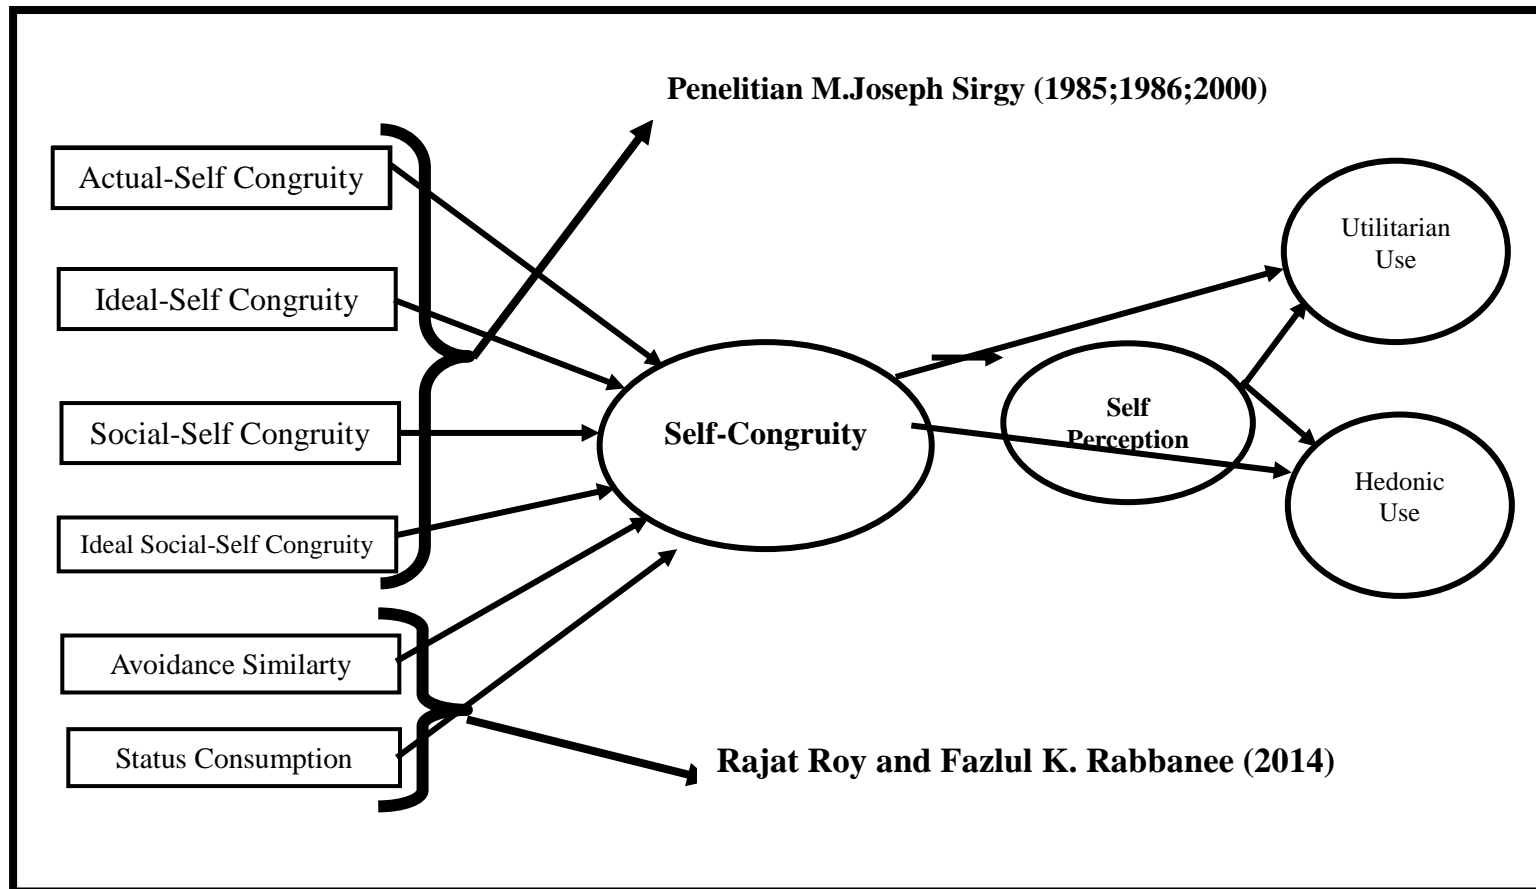 Penelitian M.Joseph Sirgy (1985;1986;2000)
Actual-Self Congruity
Ideal-Self Congruity
Social-Self Congruity
Ideal Social-Self Congruity
Avoidance Similarty
Status Consumption
Self-Congruity
Self
Perception
Utilitarian
Use
Hedonic
Use
Rajat Roy and Fazlul K. Rabbanee (2014)